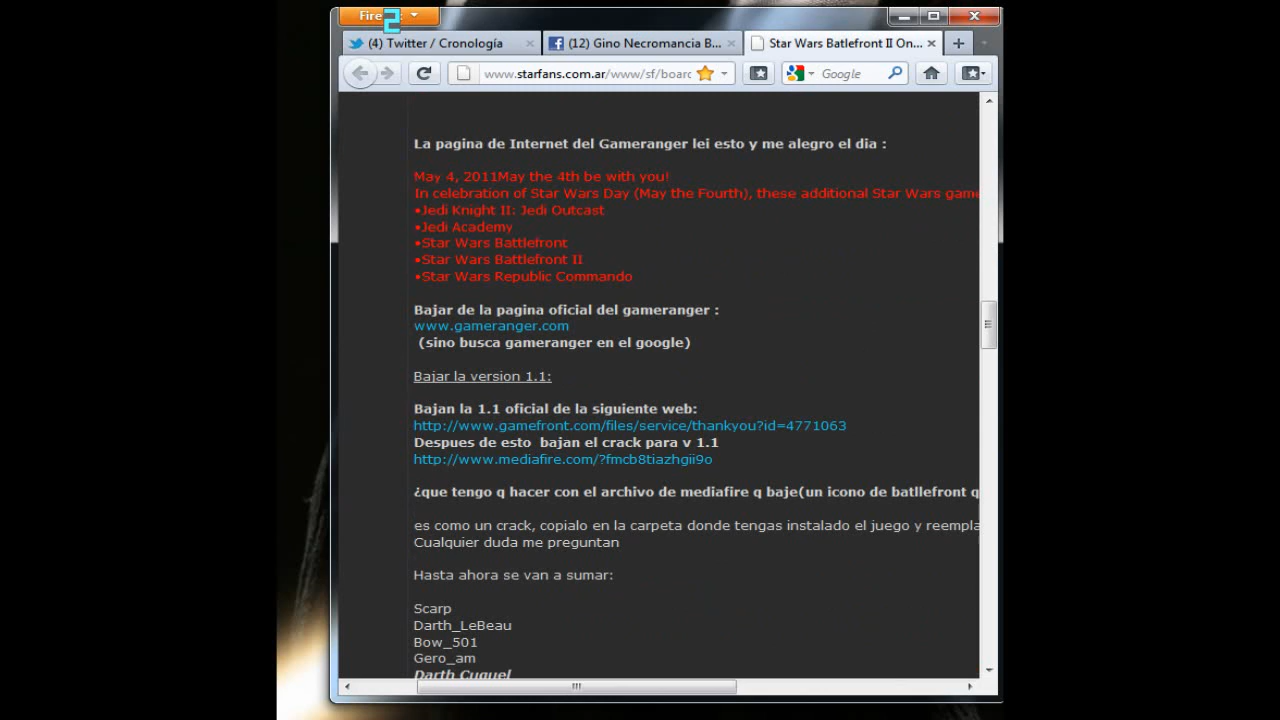 Fire
2
(4) Twitter / Cronología
(12) Gino Necromancia B...
Star Wars Batlefront II On...
www.starfans.com.ar/www/sf/boar
Google
La pagina de Internet del Gameranger lei esto y me alegro el dia :
May 4, 2011May the 4th be with you!
In celebration of Star Wars Day (May the Fourth), these additional Star Wars game
•Jedi Knight II: Jedi Outcast
•Jedi Academy
•Star Wars Battlefront
•Star Wars Battlefront II
•Star Wars Republic Commando
Bajar de la pagina oficial del gameranger :
www.gameranger.com
(sino busca gameranger en el google)
Bajar la version 1.1:
Bajan la 1.1 oficial de la siguiente web:
http://www.gamefront.com/files/service/thankyou?id=4771063
Despues de esto bajan el crack para v 1.1
http://www.mediafire.com/?fmcb8tiazhgii9o
¿que tengo q hacer con el archivo de mediafire q baje(un icono de batllefront q
es como un crack, copialo en la carpeta donde tengas instalado el juego y reempla
Cualquier duda me preguntan
Hasta ahora se van a sumar:
Scarp
Darth_LeBeau
Bow_501
Gero_am
Darth Cuquel